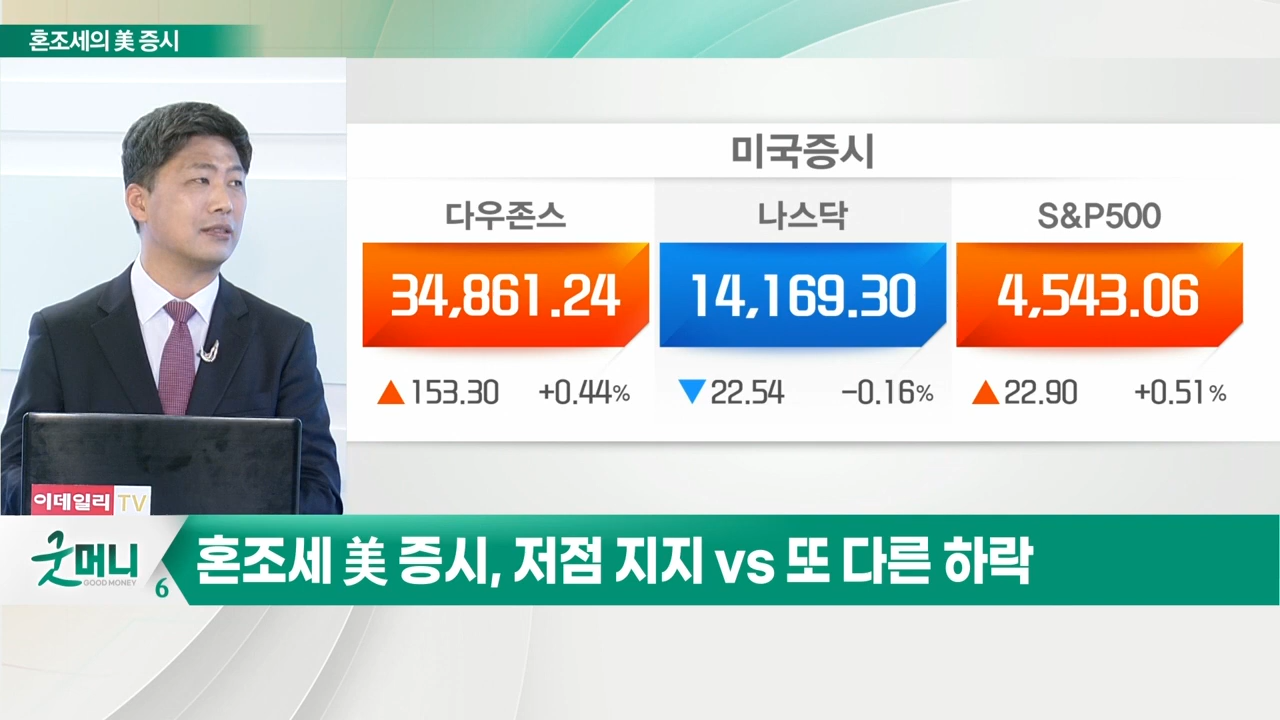 혼조세의 美 증시
미국증시
다우존스
34,861.24
▲153.30 +0.44%
나스닥
14,169.30
▼22.54 -0.16%
S&P500
4,543.06
▲22.90 +0.51%
이데일리 TV
굿머니
GOOD MONEY
6
혼조세 美 증시, 저점 지지 vs 또 다른 하락